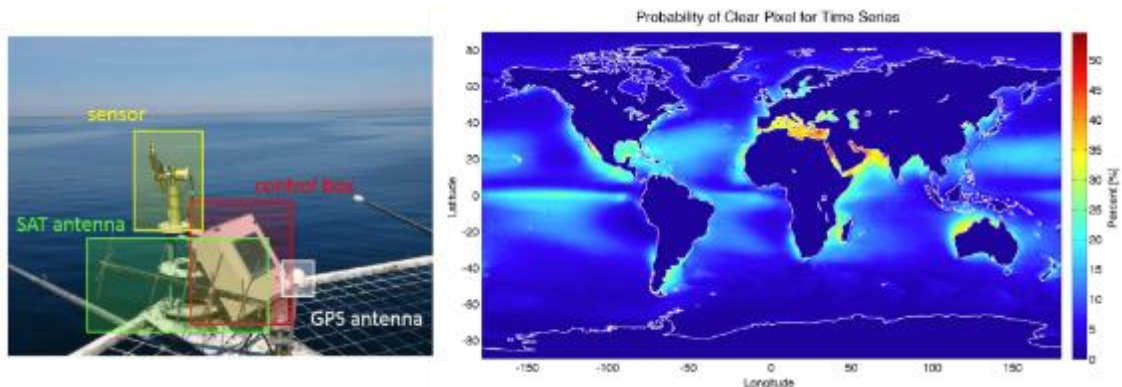 sensor
control box
SAT antenna
GPS antenna
Probability of Clear Pixel for Time Series
80
60
40
20
0
-20
-40
-60
-80
Latitude
-150 -100 -50 0 50 100 150
Longitude
50
45
40
35
30
25
20
15
10
5
0
Percent [%]